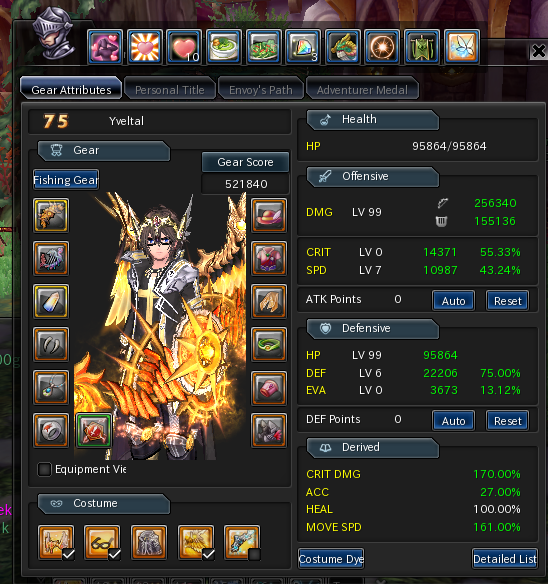 10
3
Gear Attributes
Personal Title
Envoy's Path
Adventurer Medal
75 Yveltal
Gear
Gear Score
521840
Fishing Gear
Equipment Vie
Costume
Health
HP 95864/95864
Offensive
DMG LV 99 256340
155136
CRIT LV 0 14371 55.33%
SPD LV 7 10987 43.24%
ATK Points 0 Auto Reset
Defensive
HP LV 99 95864
DEF LV 6 22206 75.00%
EVA LV 0 3673 13.12%
DEF Points 0 Auto Reset
Derived
CRIT DMG 170.00%
ACC 27.00%
HEAL 100.00%
MOVE SPD 161.00%
Costume Dye
Detailed List